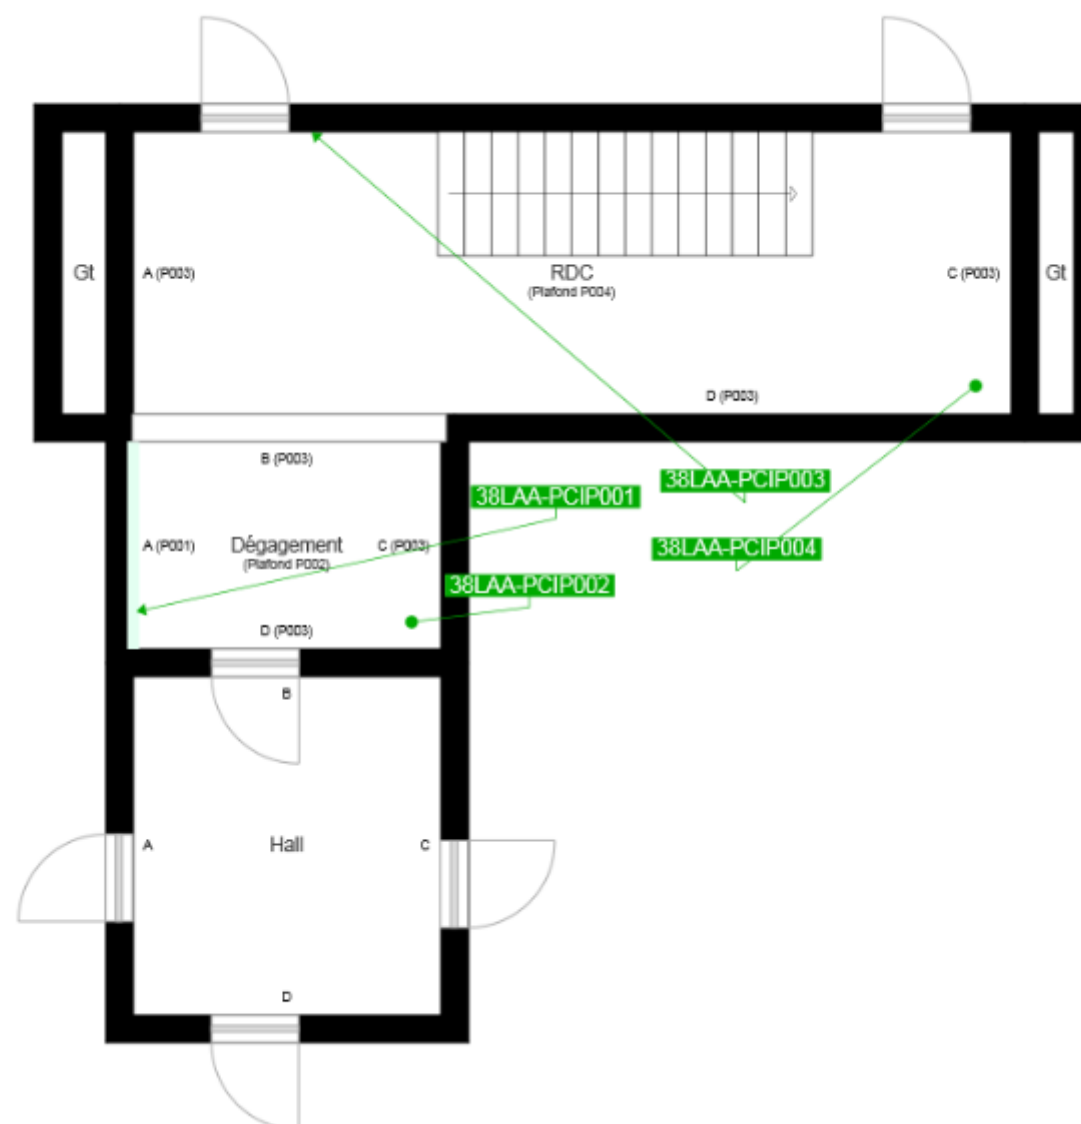 Gt
A (P003)
RDC
(Plafond P004)
C (P003)
Gt
D (P003)
B (P003)
38LAA-PCIP003
38LAA-PCIP001
A (P001)
Dégagement
(Plafond P002)
C (P003)
38LAA-PCIP004
38LAA-PCIP002
D (P003)
B
A
Hall
C
D